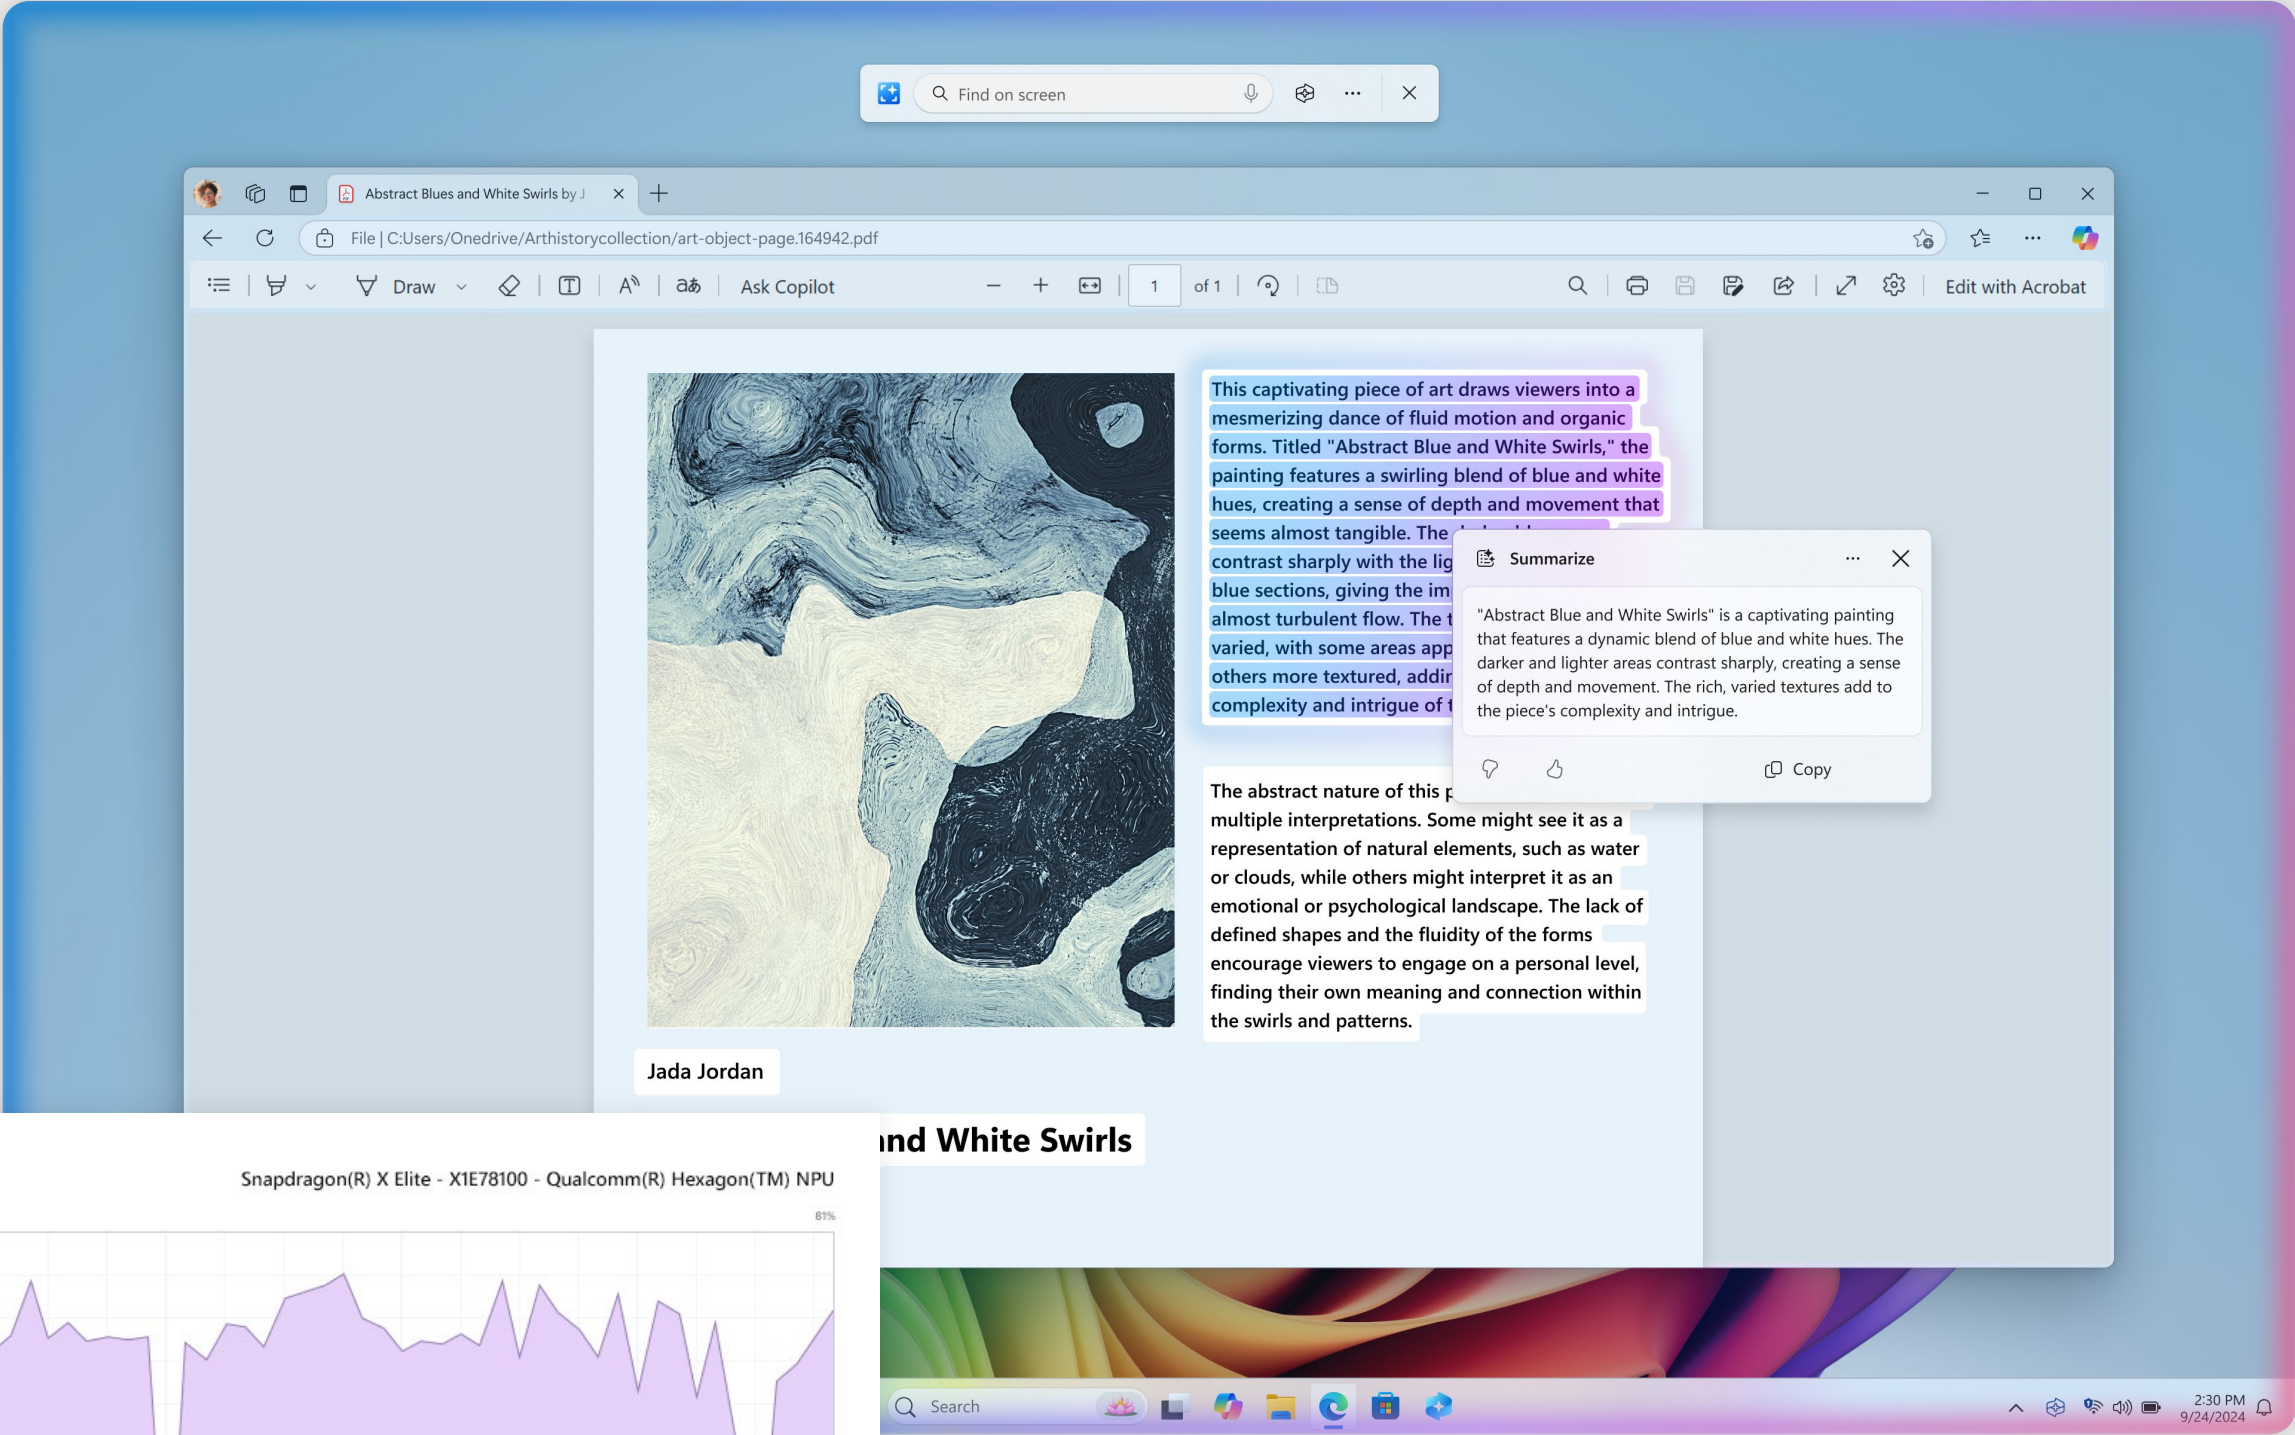 Find on screen
Abstract Blues and White Swirls by J
File | C:Users/Onedrive/Arthistorycollection/art-object-page.164942.pdf
Draw
aあ
Ask Copilot
1
of 1
Edit with Acrobat
This captivating piece of art draws viewers into a
mesmerizing dance of fluid motion and organic
forms. Titled "Abstract Blue and White Swirls," the
painting features a swirling blend of blue and white
hues, creating a sense of depth and movement that
seems almost tangible. The
contrast sharply with the
blue sections, giving the
almost turbulent flow. The
varied, with some areas
others more textured,
complexity and intrigue of
Summarize
"Abstract Blue and White Swirls" is a captivating painting
that features a dynamic blend of blue and white hues. The
darker and lighter areas contrast sharply, creating a sense
of depth and movement. The rich, varied textures add to
the piece's complexity and intrigue.
Copy
The abstract nature of this
multiple interpretations. Some might see it as a
representation of natural elements, such as water
or clouds, while others might interpret it as an
emotional or psychological landscape. The lack of
defined shapes and the fluidity of the forms
encourage viewers to engage on a personal level,
finding their own meaning and connection within
the swirls and patterns.
Jada Jordan
and White Swirls
Snapdragon(R) X Elite - X1E78100 - Qualcomm(R) Hexagon(TM) NPU
81%
Search
2:30 PM
9/24/2024